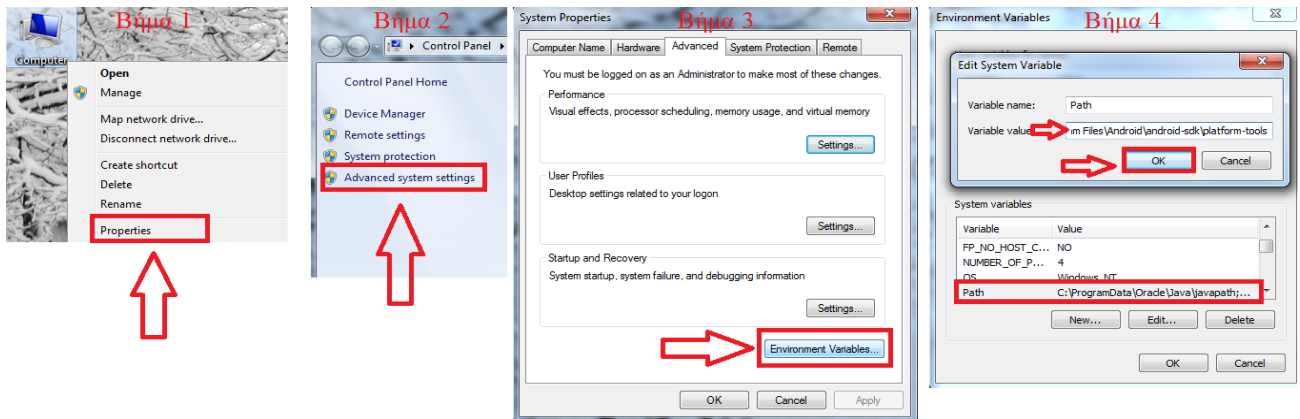 Βήμα 1
Computer
Open
Manage
Map network drive...
Disconnect network drive...
Create shortcut
Delete
Rename
Properties
Βήμα 2
Control Panel
Control Panel Home
Device Manager
Remote settings
System protection
Advanced system settings
System Properties
Βήμα 3
Computer Name Hardware Advanced System Protection Remote
You must be logged on as an Administrator to make most of these changes.
Performance
Visual effects, processor scheduling, memory usage, and virtual memory
Settings...
User Profiles
Desktop settings related to your logon
Settings...
Startup and Recovery
System startup, system failure, and debugging information
Settings...
Environment Variables...
OK Cancel Apply
Environment Variables
Βήμα 4
Edit System Variable
Variable name: Path
Variable value m Files\Android\android-sdk\platform-tools
OK Cancel
System variables
Variable Value
FP_NO_HOST_C... NO
NUMBER_OF_P... 4
OS Windows_NT
Path C:\ProgramData\Oracle\Java\javapath;...
New... Edit... Delete
OK Cancel